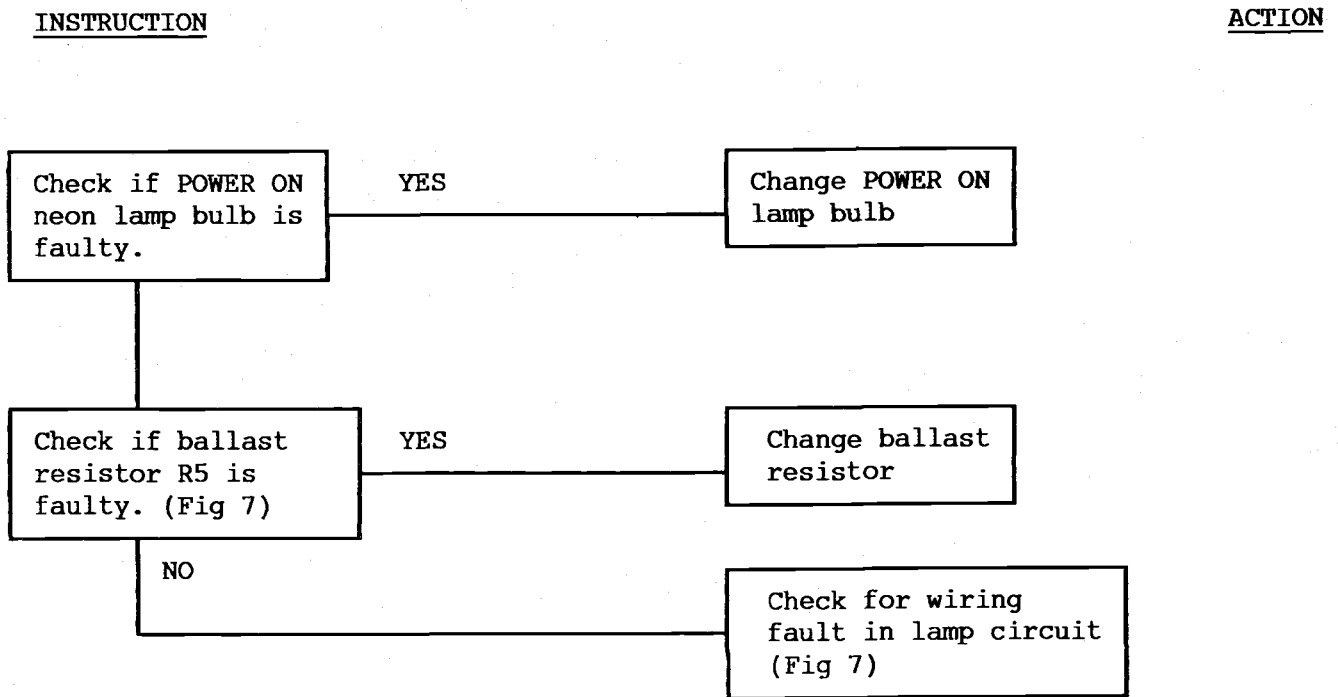 INSTRUCTION
ACTION
Check if POWER ON
neon lamp bulb is
faulty.
YES
Change POWER ON
lamp bulb
Check if ballast
resistor R5 is
faulty. (Fig 7)
YES
Change ballast
resistor
NO
Check for wiring
fault in lamp circuit
(Fig 7)